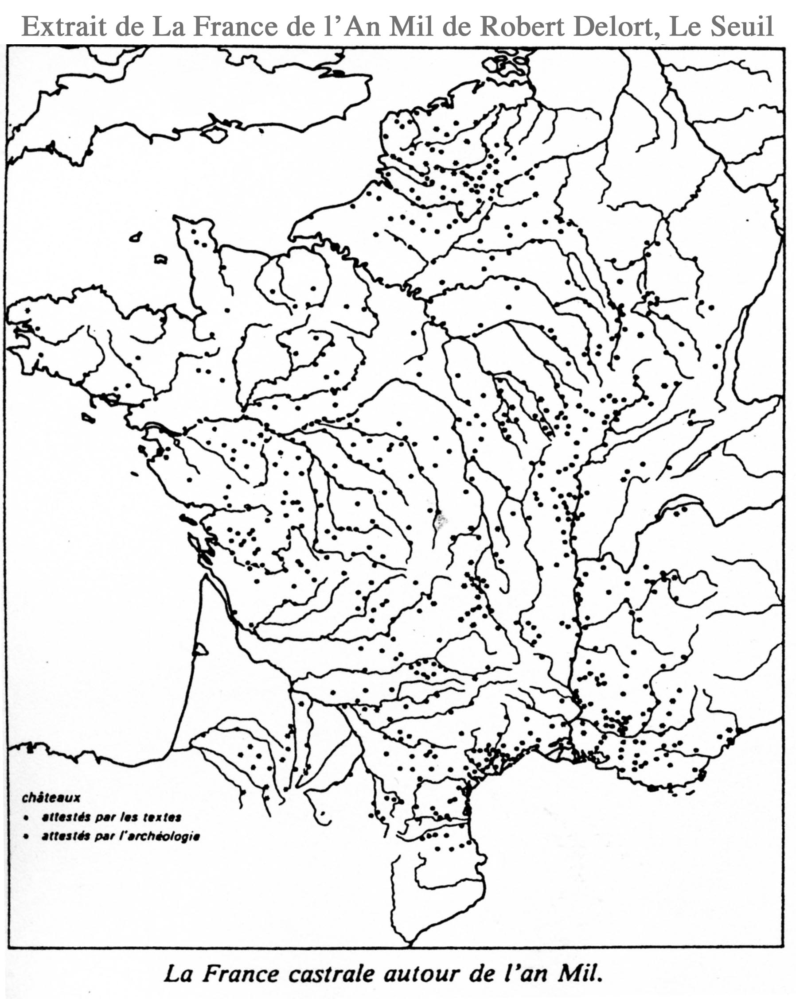 Extrait de La France de l'An Mil de Robert Delort, Le Seuil
châteaux
• attestés par les textes
• attestés par l'archéologie
La France castrale autour de l'an Mil.